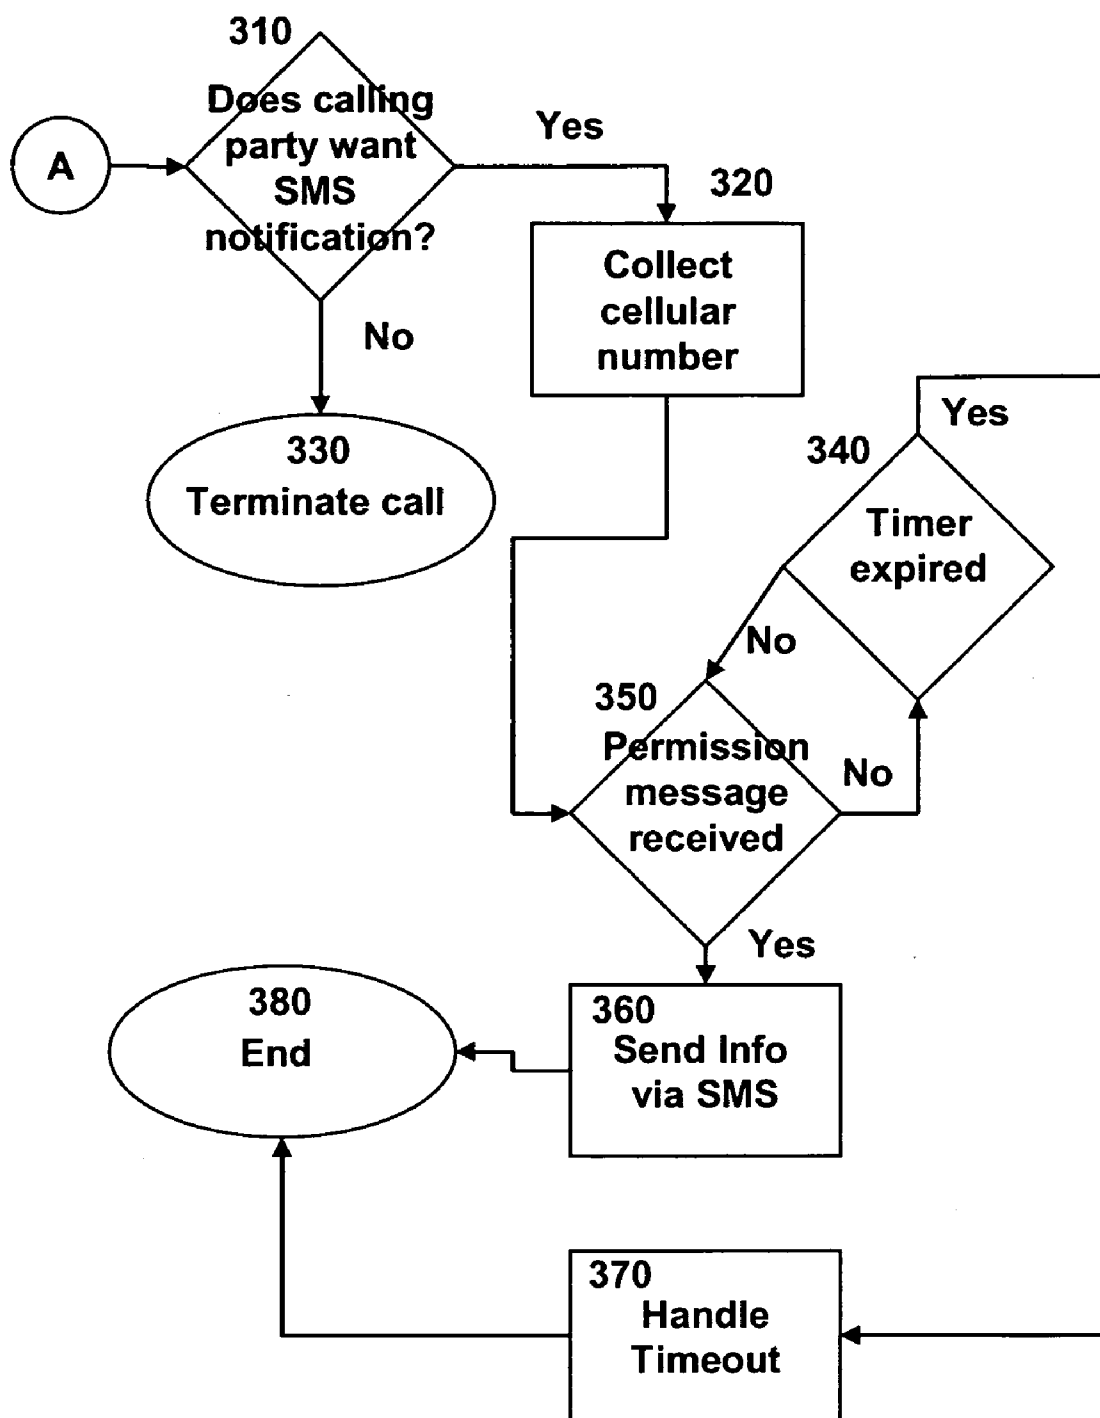 310
Does calling
party want
SMS
notification?
A
Yes
No
320
Collect
cellular
number
330
Terminate call
Yes
340
Timer
expired
No
350
Permission
message
received
No
Yes
360
Send Info
via SMS
380
End
370
Handle
Timeout